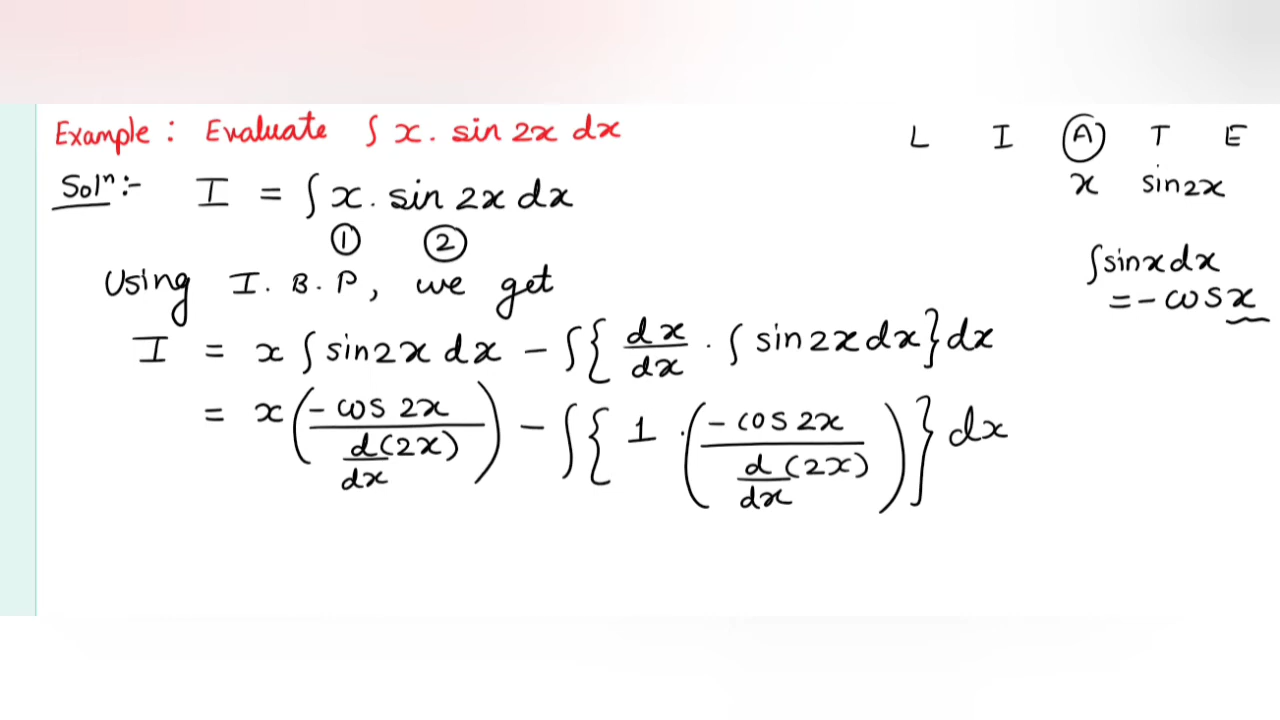 Example : Evaluate ∫ x . sin 2x dx
L I A T E
x sin2x
Solⁿ :- I = ∫ x . sin 2x dx
① ②
∫sinx dx
= - cos x
Using I. B. P, we get
I = x ∫ sin2x dx - ∫{ dx/dx . ∫ sin2x dx } dx
= x ( - cos 2x / d/dx (2x) ) - ∫{ 1 . ( - cos 2x / d/dx (2x) ) } dx